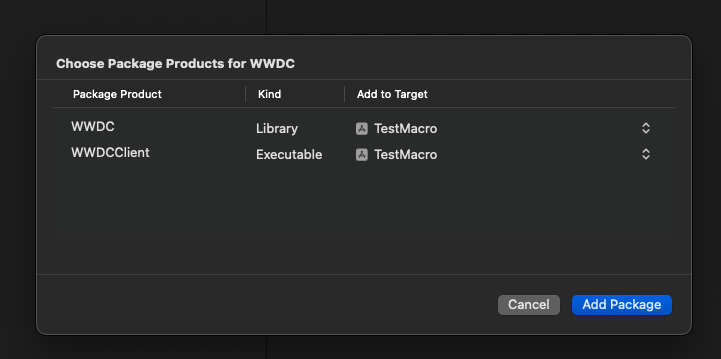 Choose Package Products for WWDC
Package Product Kind Add to Target
WWDC Library TestMacro
WWDCClient Executable TestMacro
Cancel Add Package